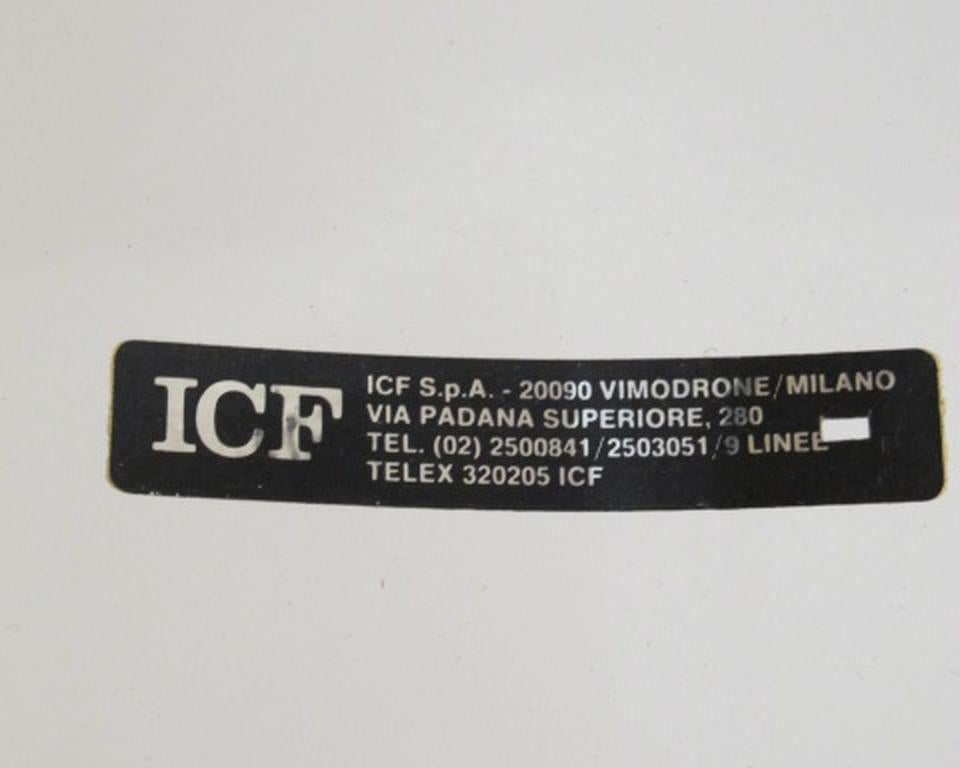 ICF
ICF S.p.A. - 20090 VIMODRONE/MILANO
VIA PADANA SUPERIORE, 280
TEL. (02) 2500841/2503051/9 LINEE
TELEX 320205 ICF